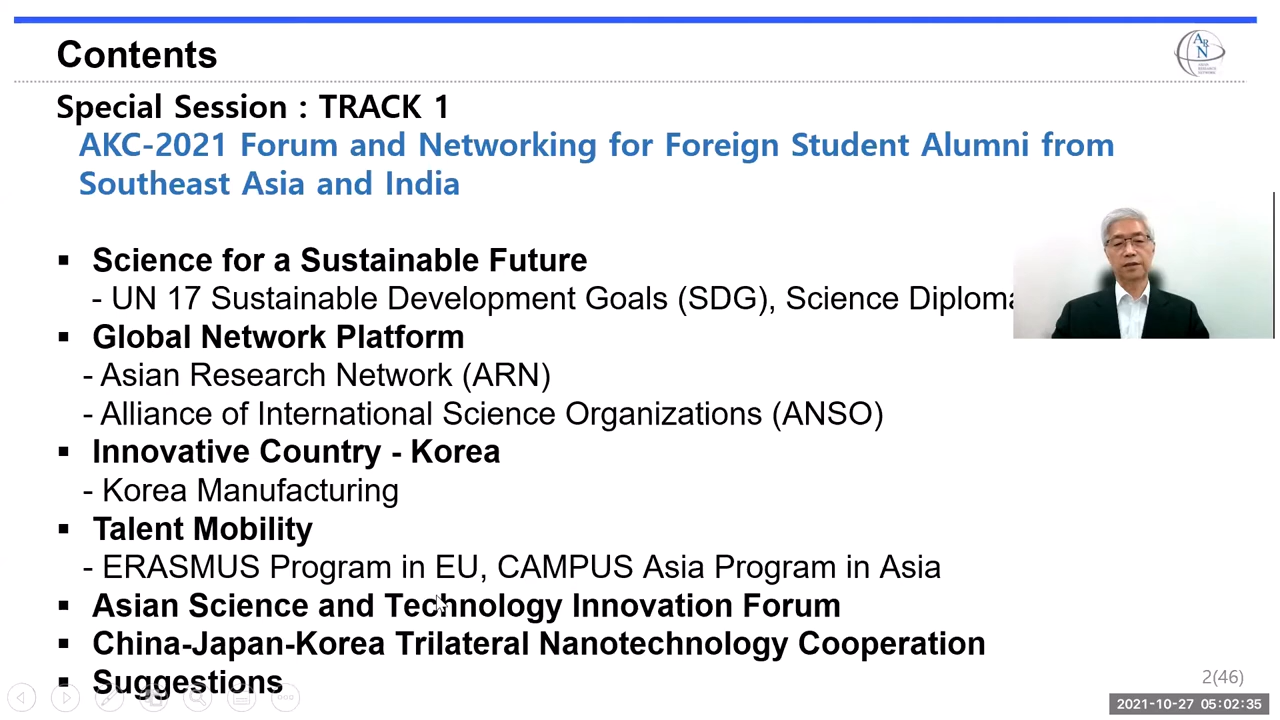 Contents
ARN
ASIAN RESEARCH NETWORK
Special Session : TRACK 1
AKC-2021 Forum and Networking for Foreign Student Alumni from
Southeast Asia and India
▪ Science for a Sustainable Future
- UN 17 Sustainable Development Goals (SDG), Science Diploma
▪ Global Network Platform
- Asian Research Network (ARN)
- Alliance of International Science Organizations (ANSO)
▪ Innovative Country - Korea
- Korea Manufacturing
▪ Talent Mobility
- ERASMUS Program in EU, CAMPUS Asia Program in Asia
▪ Asian Science and Technology Innovation Forum
▪ China-Japan-Korea Trilateral Nanotechnology Cooperation
▪ Suggestions
2(46)
2021-10-27 05:02:35